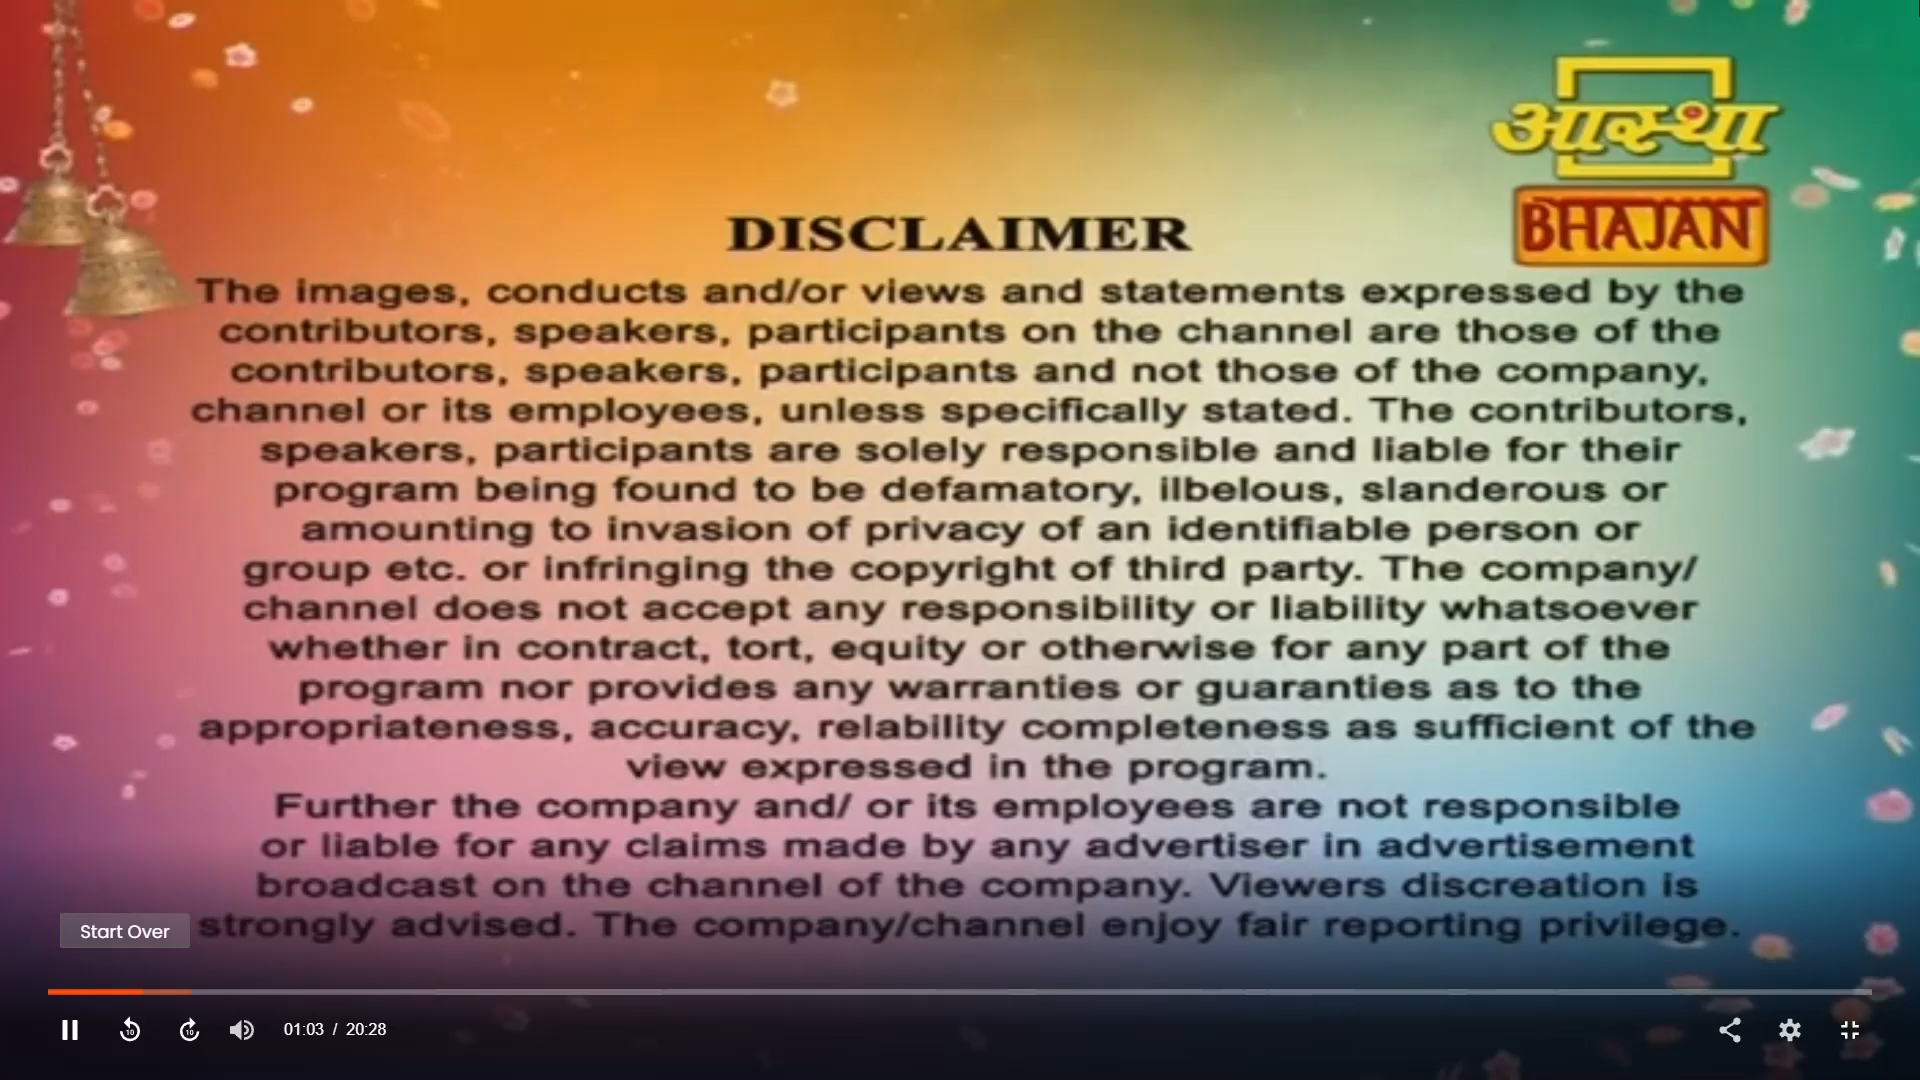 आस्था
BHAJAN
DISCLAIMER
The images, conducts and/or views and statements expressed by the
contributors, speakers, participants on the channel are those of the
contributors, speakers, participants and not those of the company,
channel or its employees, unless specifically stated. The contributors,
speakers, participants are solely responsible and liable for their
program being found to be defamatory, ilbelous, slanderous or
amounting to invasion of privacy of an identifiable person or
group etc. or infringing the copyright of third party. The company/
channel does not accept any responsibility or liability whatsoever
whether in contract, tort, equity or otherwise for any part of the
program nor provides any warranties or guaranties as to the
appropriateness, accuracy, relability completeness as sufficient of the
view expressed in the program.
Further the company and/ or its employees are not responsible
or liable for any claims made by any advertiser in advertisement
broadcast on the channel of the company. Viewers discreation is
strongly advised. The company/channel enjoy fair reporting privilege.
Start Over
10
10
01:03 / 20:28